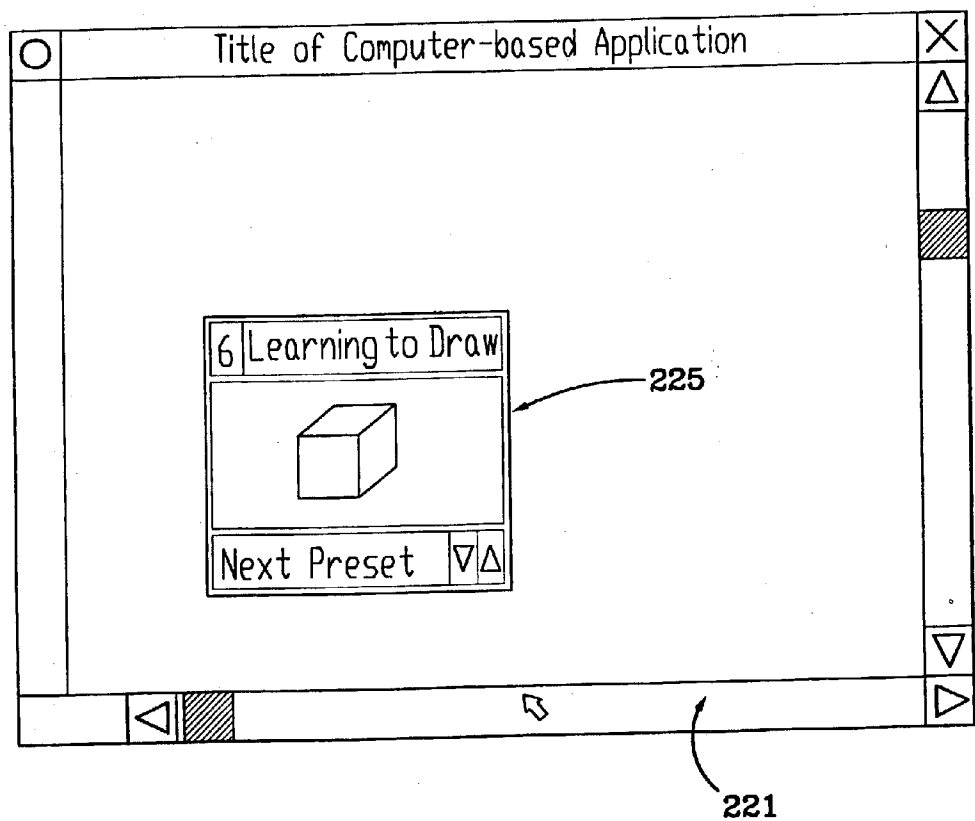 Title of Computer-based Application
6 Learning to Draw
225
Next Preset
221